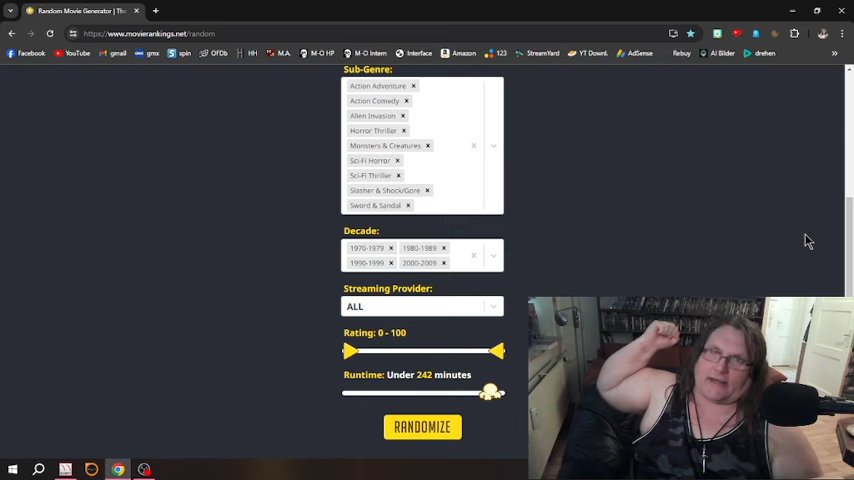 Random Movie Generator | The
https://www.movierankings.net/random
Facebook YouTube gmail gmx spin OFDb HH M.A. M-O HP M-O Intern Interface Amazon 123 StreamYard YT Downl. AdSense Rebuy AI Bilder drehen
Sub-Genre:
Action Adventure
Action Comedy
Alien Invasion
Horror Thriller
Monsters & Creatures
Sci-Fi Horror
Sci-Fi Thriller
Slasher & Shock/Gore
Sword & Sandal
Decade:
1970-1979 1980-1989
1990-1999 2000-2009
Streaming Provider:
ALL
Rating: 0 - 100
Runtime: Under 242 minutes
RANDOMIZE